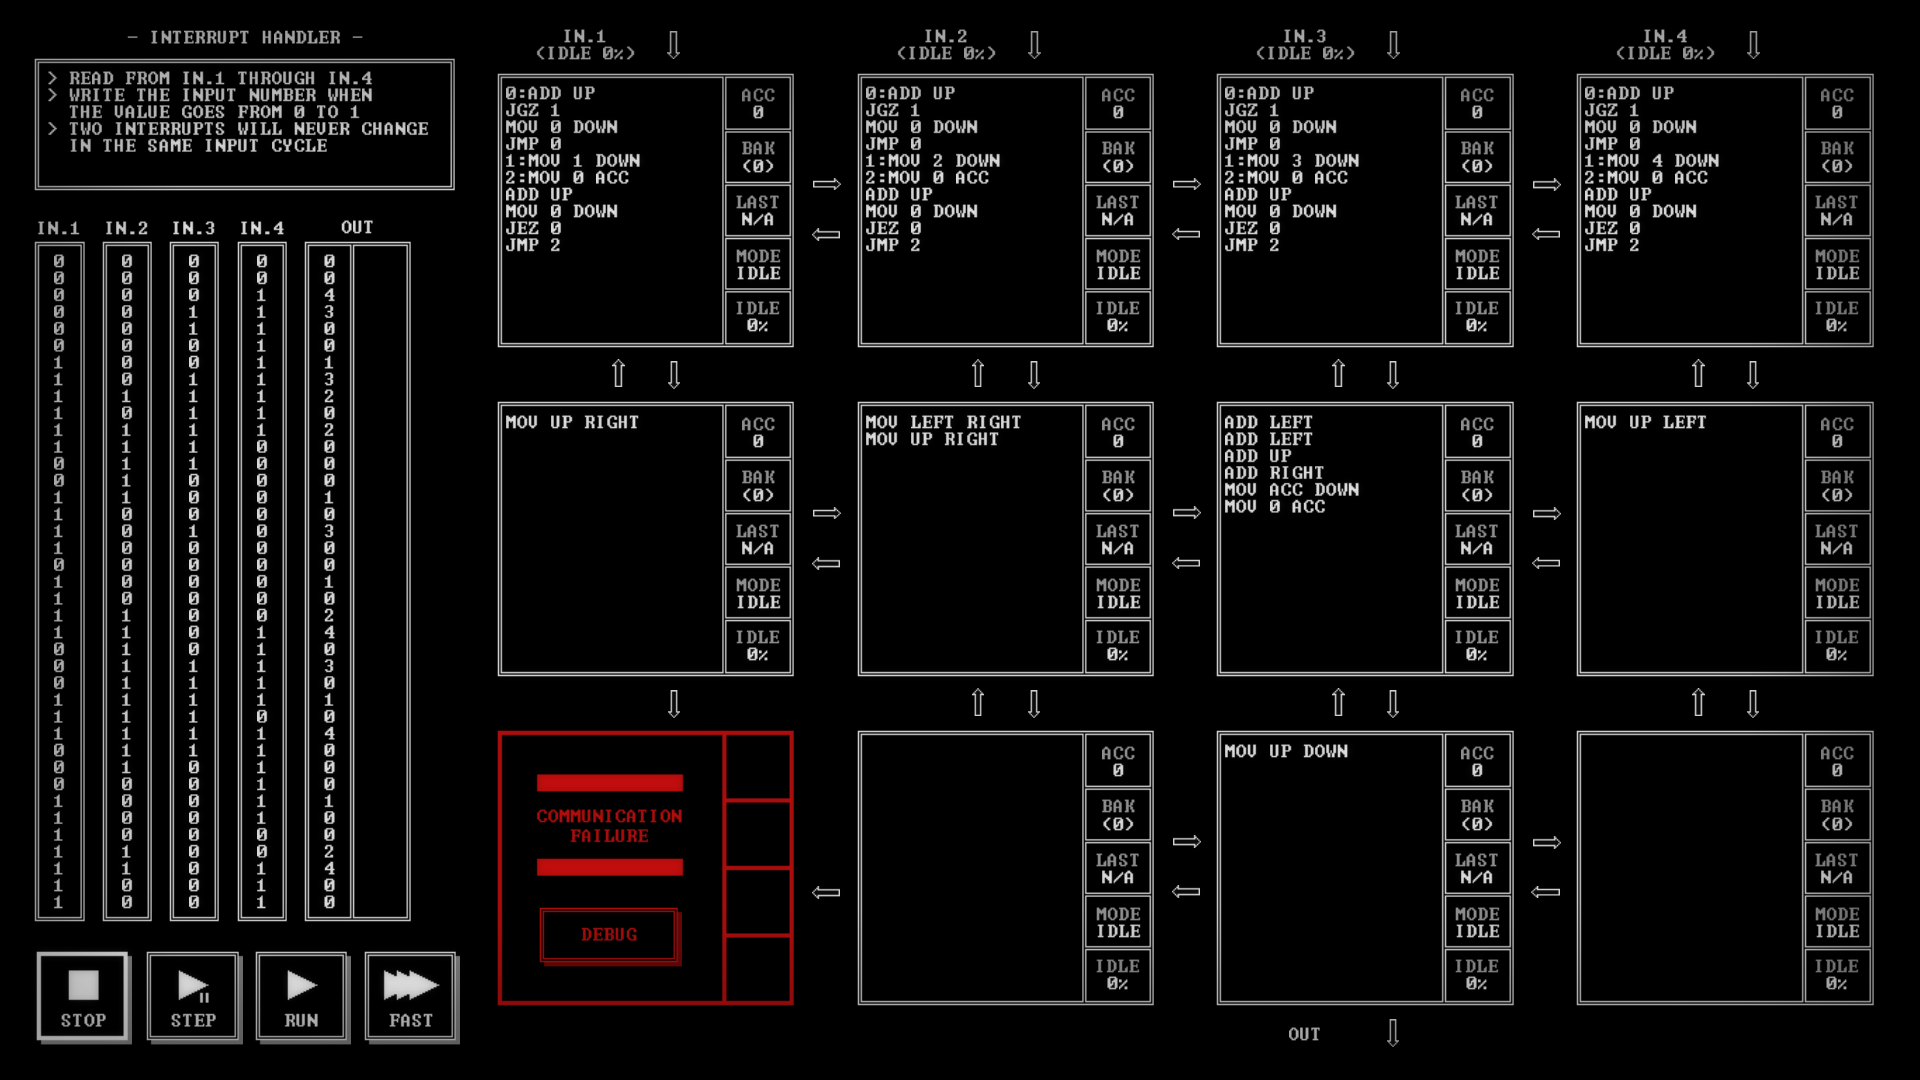 - INTERRUPT HANDLER -
> READ FROM IN.1 THROUGH IN.4
> WRITE THE INPUT NUMBER WHEN
THE VALUE GOES FROM 0 TO 1
> TWO INTERRUPTS WILL NEVER CHANGE
IN THE SAME INPUT CYCLE
IN.1 IN.2 IN.3 IN.4 OUT
0 0 0 0 0
0 0 0 0 0
0 0 0 1 4
0 0 1 1 3
0 0 1 1 0
0 0 1 1 0
1 0 0 1 1
1 0 1 1 3
1 1 1 1 2
1 0 1 1 0
1 1 1 1 2
1 1 1 0 0
0 1 1 0 0
0 1 0 0 0
1 1 0 0 1
1 0 0 0 0
1 0 1 0 3
1 0 0 0 0
0 0 0 0 0
1 0 0 0 1
1 0 0 0 0
1 1 0 0 2
1 1 0 1 4
0 1 0 1 0
0 1 1 1 3
0 1 1 1 0
1 1 1 1 1
1 1 1 0 0
1 1 1 1 4
0 1 0 1 0
0 1 0 1 0
0 0 0 1 0
1 0 0 1 1
1 0 0 1 0
1 0 0 0 0
1 1 0 0 2
1 1 0 1 4
1 0 0 1 0
1 0 0 1 0
STOP
STEP
RUN
FAST
IN.1
(IDLE 0%)
IN.2
(IDLE 0%)
IN.3
(IDLE 0%)
IN.4
(IDLE 0%)
0:ADD UP
JGZ 1
MOV 0 DOWN
JMP 0
1:MOV 1 DOWN
2:MOV 0 ACC
ADD UP
MOV 0 DOWN
JEZ 0
JMP 2
ACC
0
BAK
(0)
LAST
N/A
MODE
IDLE
IDLE
0%
0:ADD UP
JGZ 1
MOV 0 DOWN
JMP 0
1:MOV 2 DOWN
2:MOV 0 ACC
ADD UP
MOV 0 DOWN
JEZ 0
JMP 2
ACC
0
BAK
(0)
LAST
N/A
MODE
IDLE
IDLE
0%
0:ADD UP
JGZ 1
MOV 0 DOWN
JMP 0
1:MOV 3 DOWN
2:MOV 0 ACC
ADD UP
MOV 0 DOWN
JEZ 0
JMP 2
ACC
0
BAK
(0)
LAST
N/A
MODE
IDLE
IDLE
0%
0:ADD UP
JGZ 1
MOV 0 DOWN
JMP 0
1:MOV 4 DOWN
2:MOV 0 ACC
ADD UP
MOV 0 DOWN
JEZ 0
JMP 2
ACC
0
BAK
(0)
LAST
N/A
MODE
IDLE
IDLE
0%
MOV UP RIGHT
ACC
0
BAK
(0)
LAST
N/A
MODE
IDLE
IDLE
0%
MOV LEFT RIGHT
MOV UP RIGHT
ACC
0
BAK
(0)
LAST
N/A
MODE
IDLE
IDLE
0%
ADD LEFT
ADD LEFT
ADD UP
ADD RIGHT
MOV ACC DOWN
MOV 0 ACC
ACC
0
BAK
(0)
LAST
N/A
MODE
IDLE
IDLE
0%
MOV UP LEFT
ACC
0
BAK
(0)
LAST
N/A
MODE
IDLE
IDLE
0%
COMMUNICATION
FAILURE
DEBUG
ACC
0
BAK
(0)
LAST
N/A
MODE
IDLE
IDLE
0%
MOV UP DOWN
ACC
0
BAK
(0)
LAST
N/A
MODE
IDLE
IDLE
0%
ACC
0
BAK
(0)
LAST
N/A
MODE
IDLE
IDLE
0%
OUT